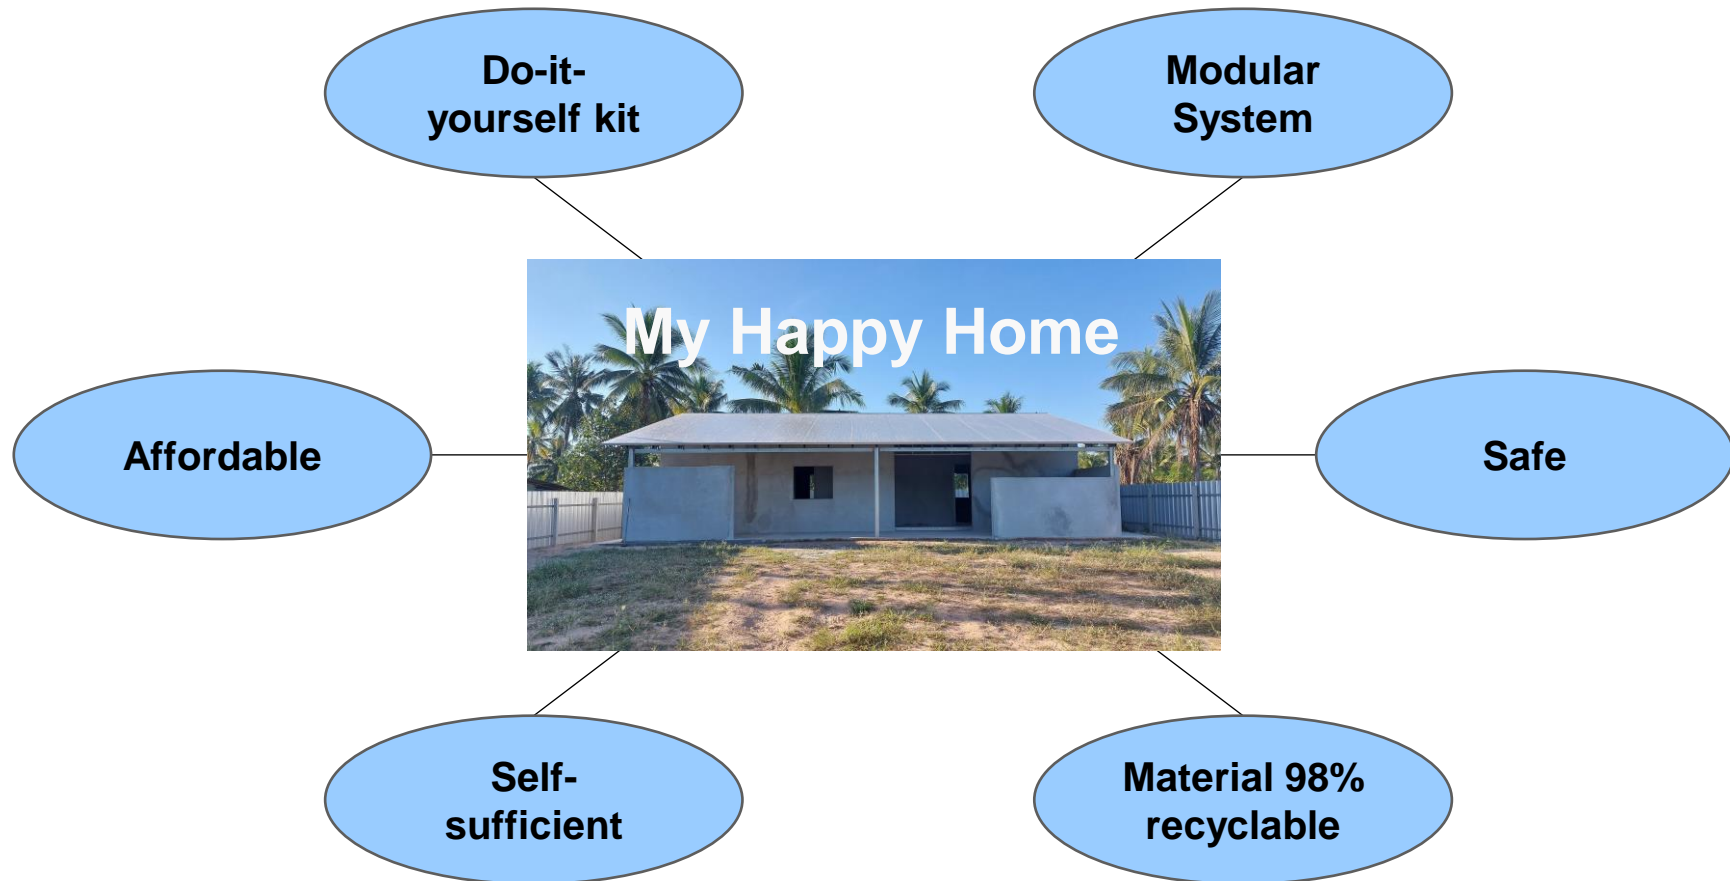 Do-it-
yourself kit
Modular
System
My Happy Home
Affordable
Safe
Self-
sufficient
Material 98%
recyclable